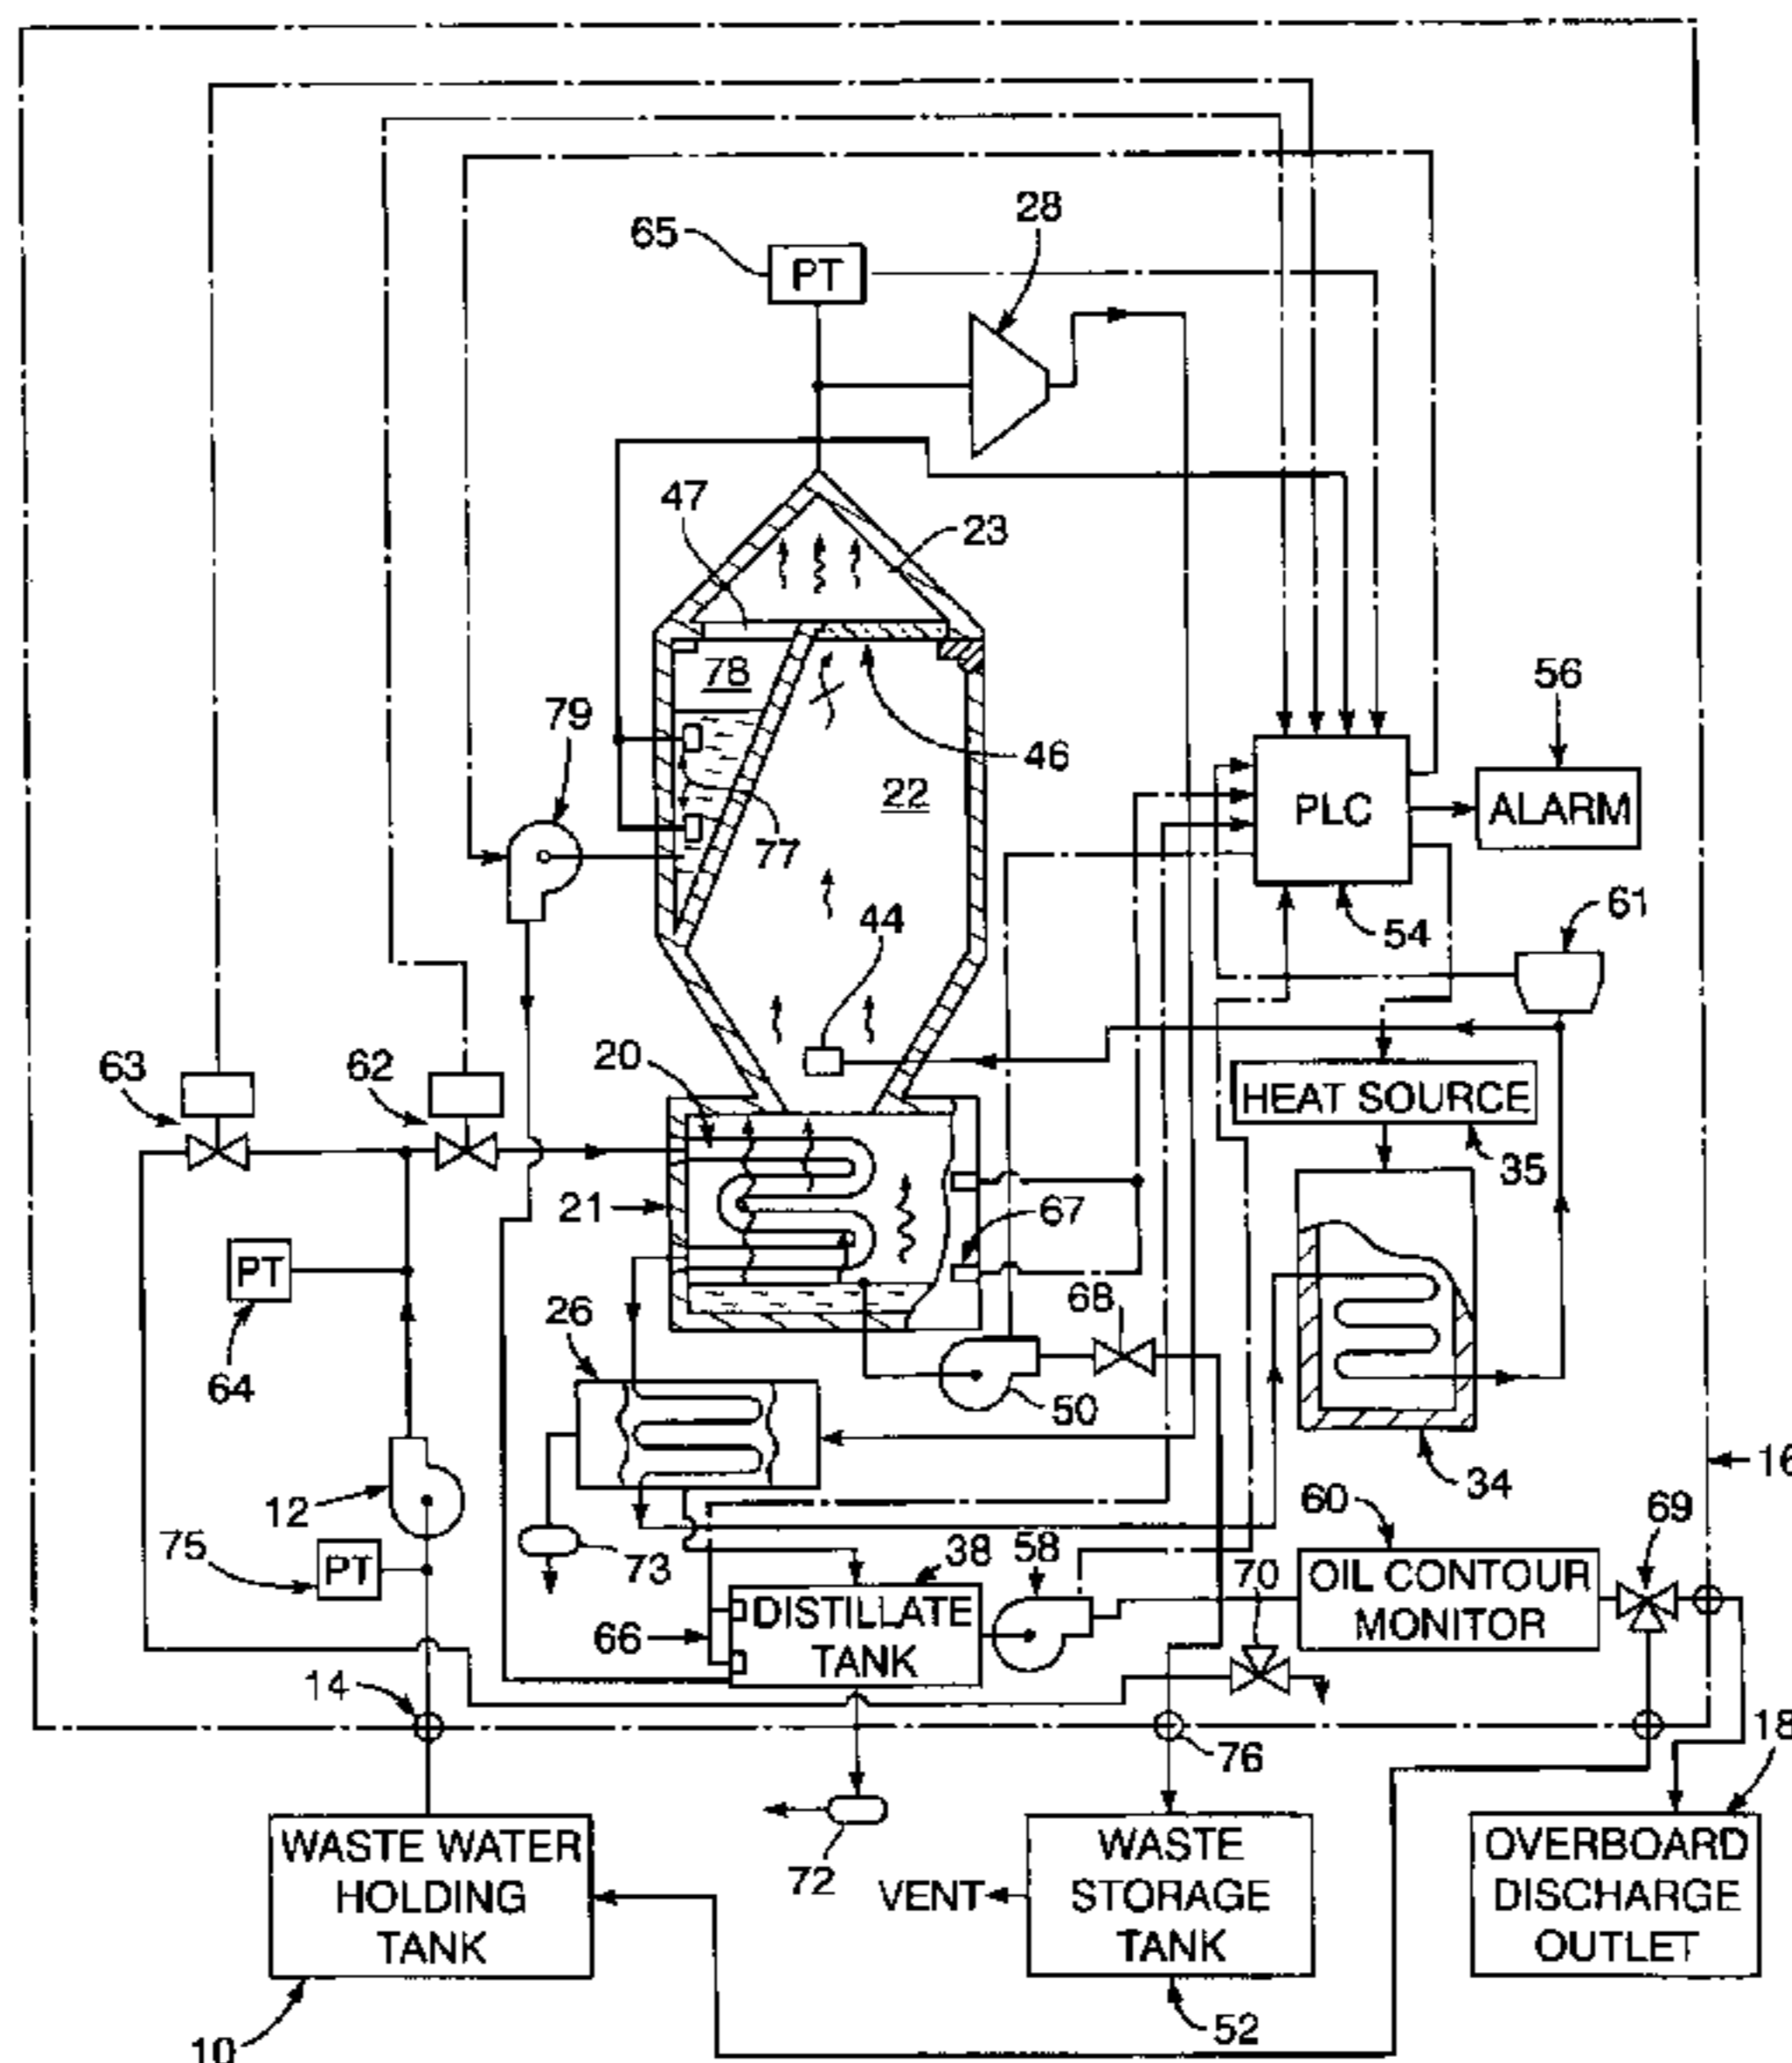 28
65
PT
47
23
78
56
79
46
22
PLC
ALARM
77
44
61
54
20
63
62
HEAT SOURCE
35
21
67
PT
26
68
64
50
16
34
12
60
69
75
PT
73
38
58
70
OIL CONTOUR
MONITOR
DISTILLATE
TANK
66
14
76
18
WASTE WATER
HOLDING
TANK
72
VENT
WASTE
STORAGE
TANK
OVERBOARD
DISCHARGE
OUTLET
52
10